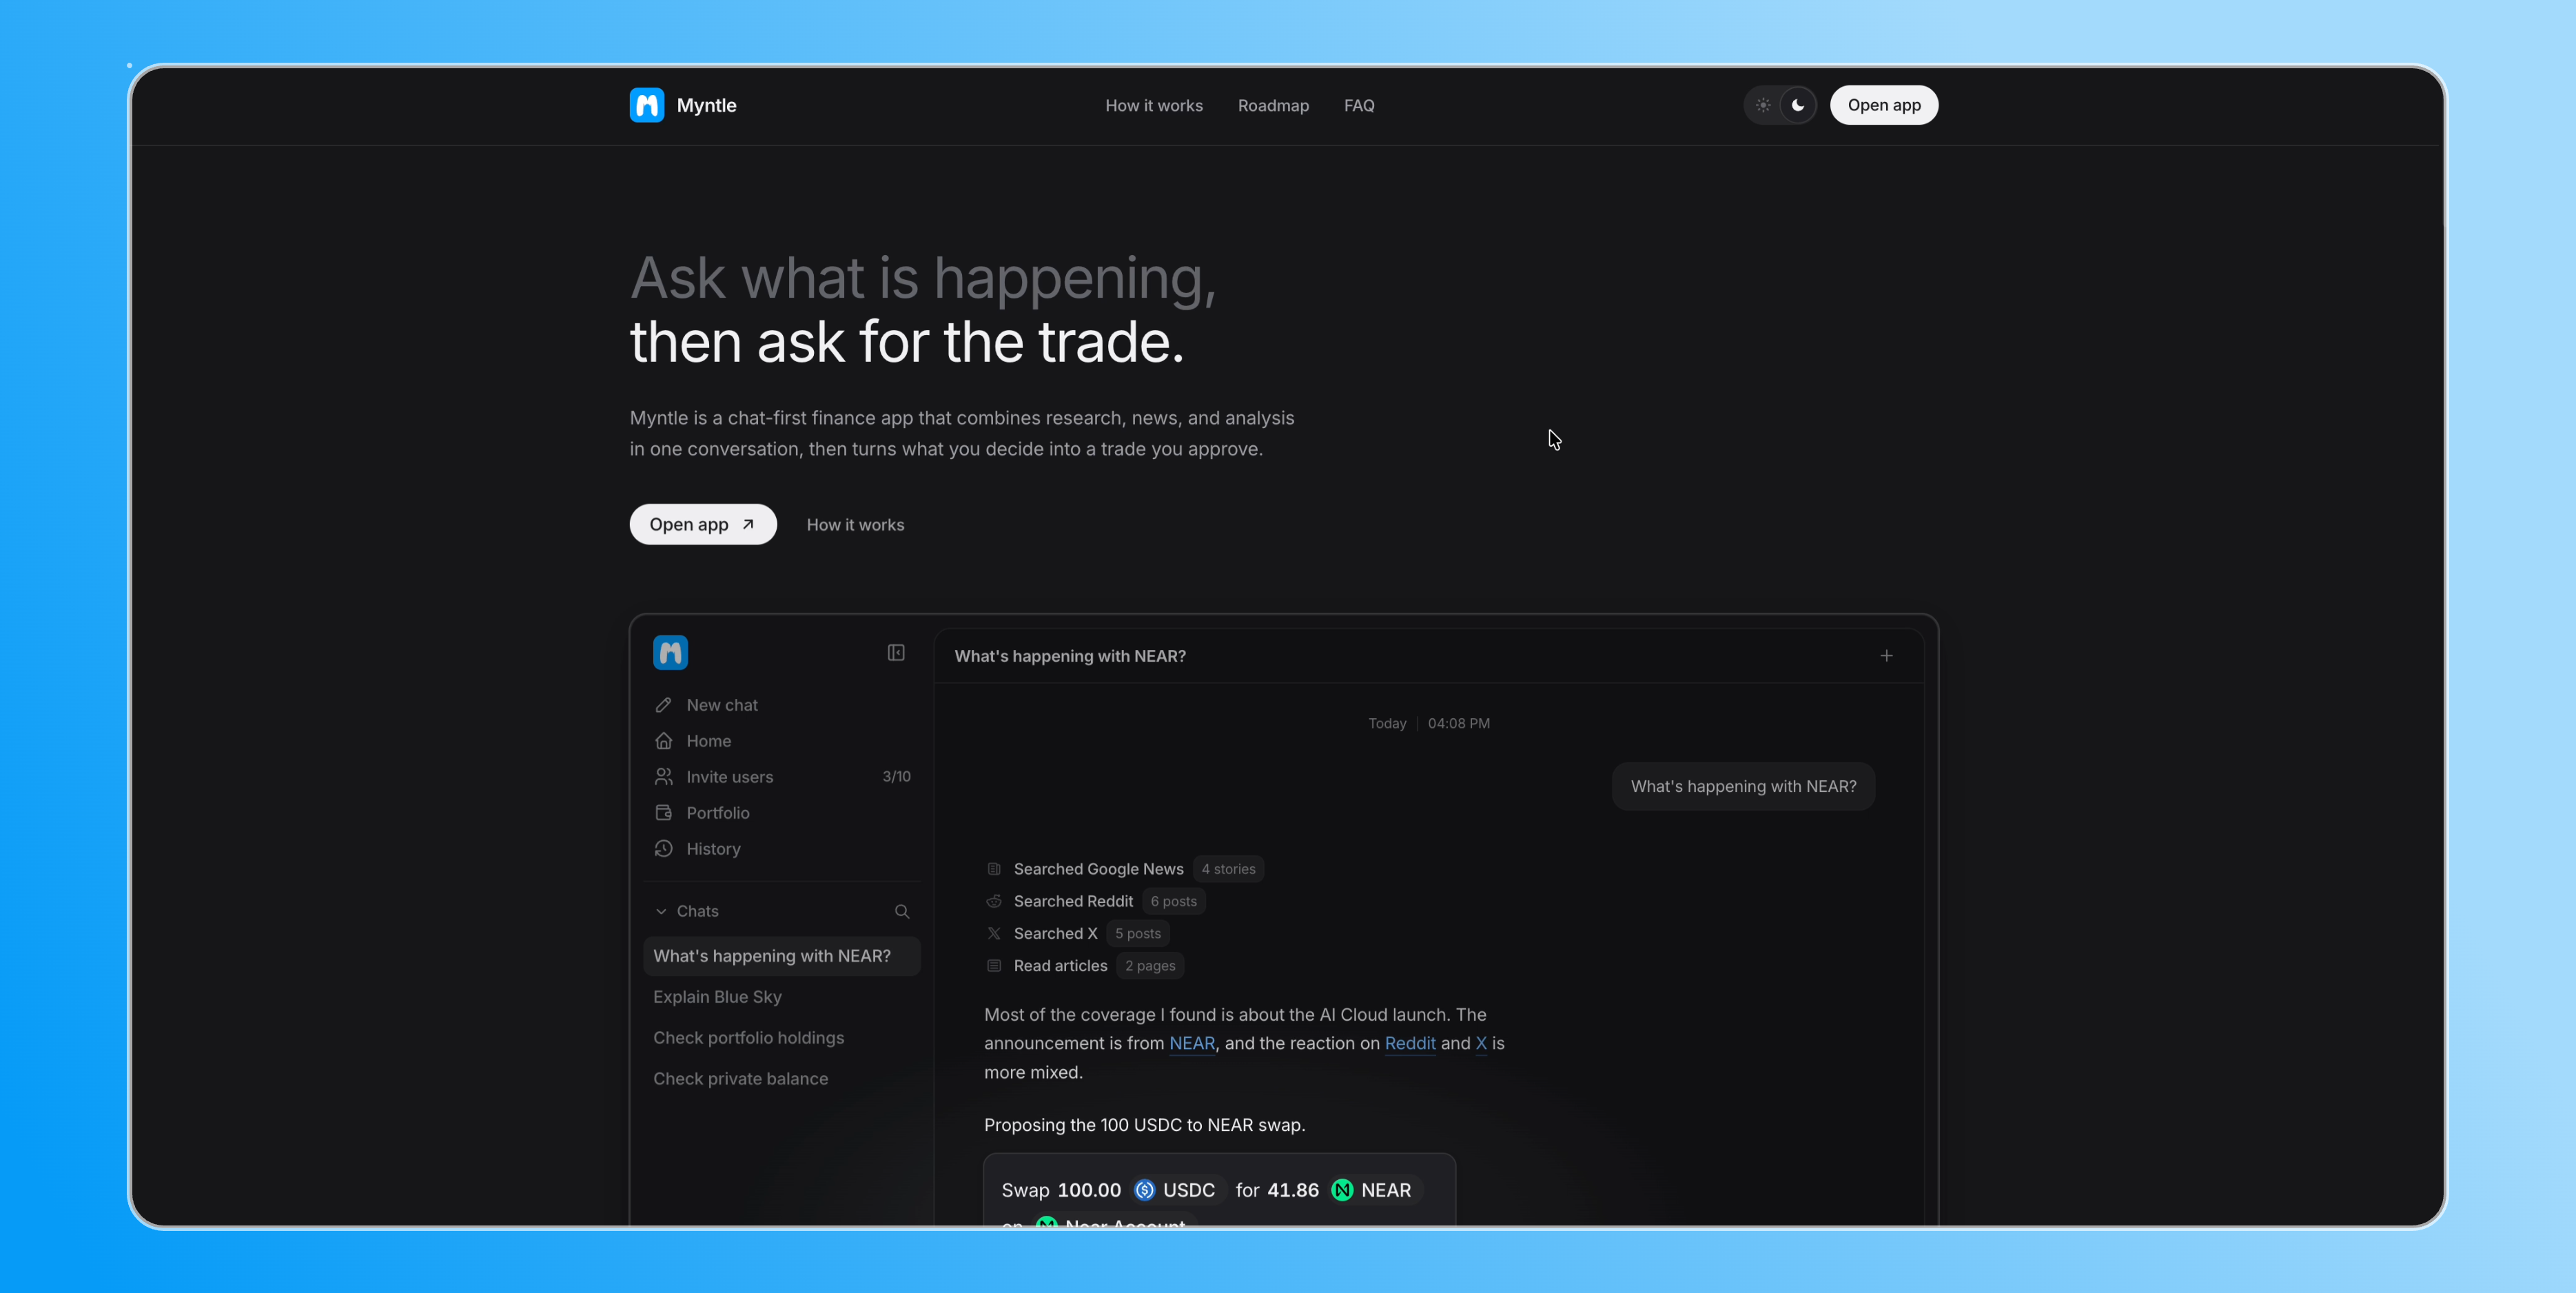 Myntle
How it works
Roadmap
FAQ
Open app
Ask what is happening,
then ask for the trade.
Myntle is a chat-first finance app that combines research, news, and analysis
in one conversation, then turns what you decide into a trade you approve.
Open app
How it works
New chat
Home
Invite users 3/10
Portfolio
History
Chats
What's happening with NEAR?
Explain Blue Sky
Check portfolio holdings
Check private balance
What's happening with NEAR?
Today 04:08 PM
What's happening with NEAR?
Searched Google News 4 stories
Searched Reddit 6 posts
Searched X 5 posts
Read articles 2 pages
Most of the coverage I found is about the AI Cloud launch. The
announcement is from NEAR, and the reaction on Reddit and X is
more mixed.
Proposing the 100 USDC to NEAR swap.
Swap 100.00 USDC for 41.86 NEAR
on Near Account